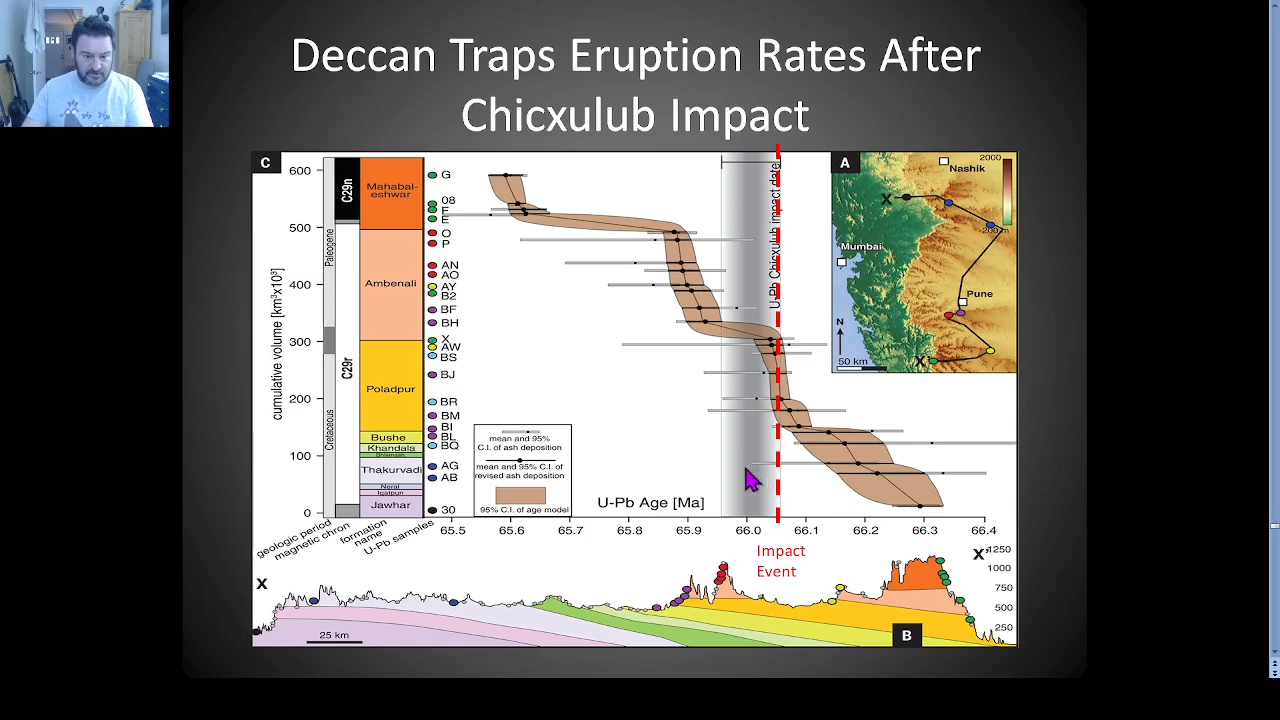 Deccan Traps Eruption Rates After
Chicxulub Impact
C
600
500
400
300
200
100
0
cumulative volume [km³x10³]
Paleogene
Cretaceous
C29n
C29r
Mahabal-
eshwar
Ambenali
Poladpur
Bushe
Khandala
Thakurvadi
Neral
Igatpuri
Jawhar
G
08
F
E
O
P
AN
AO
AY
B2
BF
BH
X
AW
BS
BJ
BR
BM
BI
BL
BQ
AG
AB
30
geologic period
magnetic chron
formation
name
U-Pb samples
mean and 95%
C.I. of ash deposition
mean and 95% C.I. of
revised ash deposition
95% C.I. of age model
U-Pb Age [Ma]
U-Pb Chicxulub impact date
65.5
65.6
65.7
65.8
65.9
66.0
66.1
66.2
66.3
66.4
Impact
Event
A
Nashik
2000
X
Mumbai
Pune
N
50 km
X'
X
X'
1250
1000
750
500
250
25 km
B